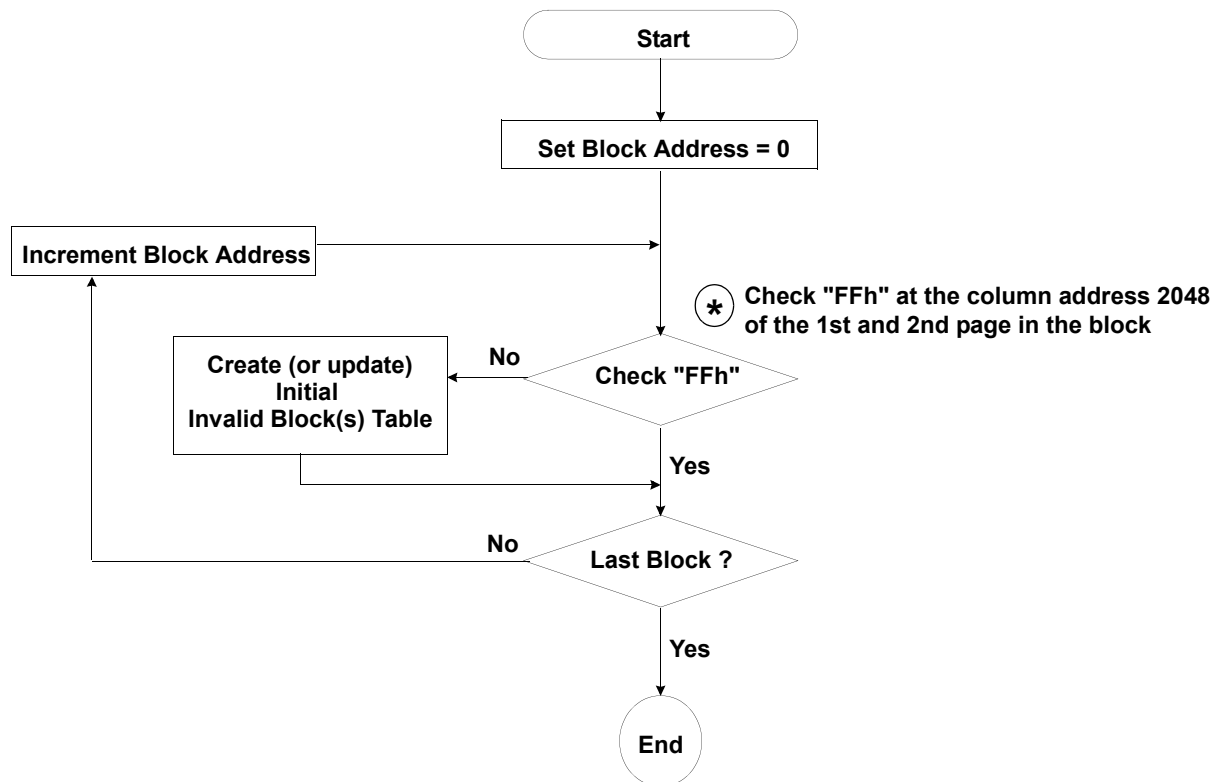 Start
Set Block Address = 0
Increment Block Address
* Check "FFh" at the column address 2048
of the 1st and 2nd page in the block
No
Create (or update)
Initial
Invalid Block(s) Table
Check "FFh"
Yes
No
Last Block ?
Yes
End